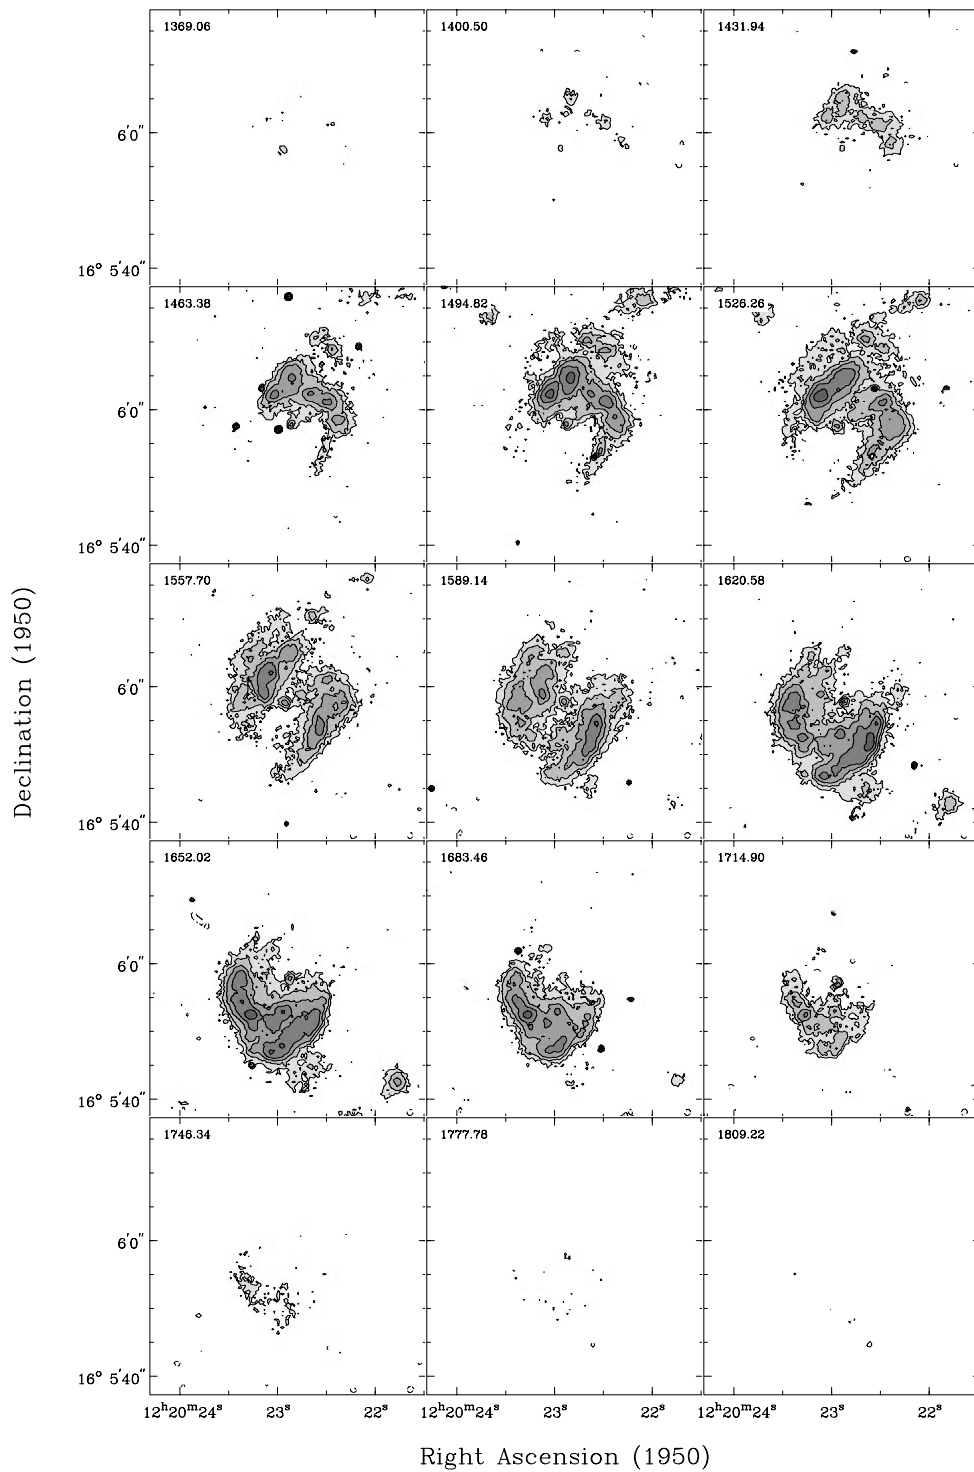 1369.06 1400.50 1431.94
6′0″
16° 5′40″
1463.38 1494.82 1526.26
6′0″
16° 5′40″
1557.70 1589.14 1620.58
6′0″
16° 5′40″
1652.02 1683.46 1714.90
6′0″
16° 5′40″
1746.34 1777.78 1809.22
6′0″
16° 5′40″
12ʰ20ᵐ24ˢ 23ˢ 22ˢ 12ʰ20ᵐ24ˢ 23ˢ 22ˢ 12ʰ20ᵐ24ˢ 23ˢ 22ˢ
Declination (1950)
Right Ascension (1950)